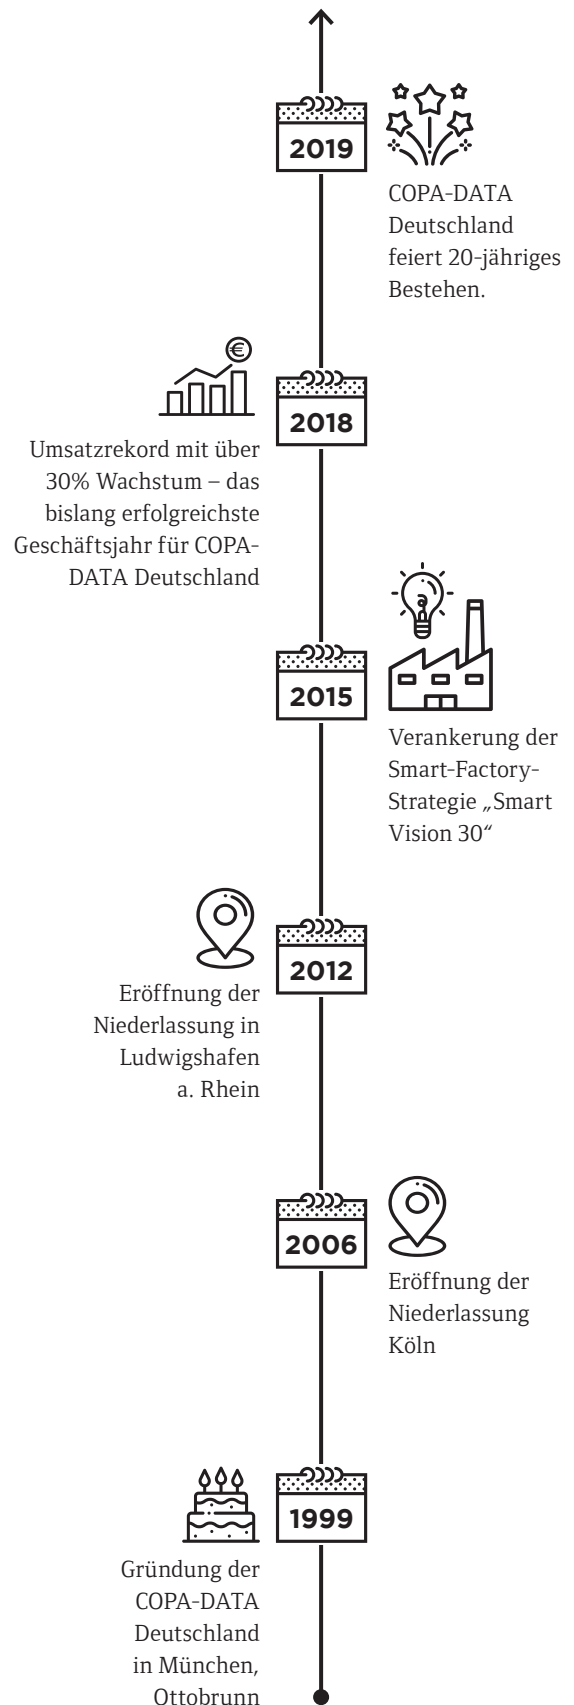 2019
COPA-DATA
Deutschland
feiert 20-jähriges
Bestehen.
€
2018
Umsatzrekord mit über
30% Wachstum – das
bislang erfolgreichste
Geschäftsjahr für COPA-
DATA Deutschland
2015
Verankerung der
Smart-Factory-
Strategie „Smart
Vision 30“
2012
Eröffnung der
Niederlassung in
Ludwigshafen
a. Rhein
2006
Eröffnung der
Niederlassung
Köln
1999
Gründung der
COPA-DATA
Deutschland
in München,
Ottobrunn